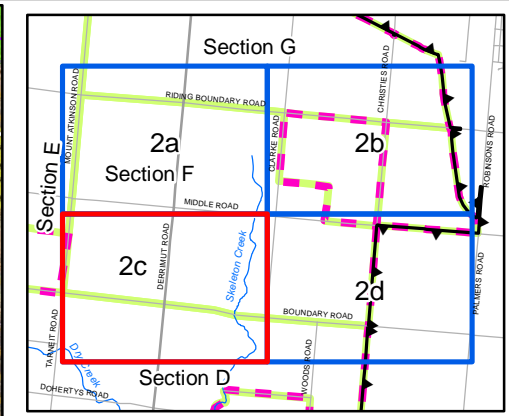 Section G
MOUNT ATKINSON ROAD
RIDING BOUNDARY ROAD
CHRISTIES ROAD
CLARKE ROAD
ROBINSONS ROAD
2a
2b
Section E
Section F
MIDDLE ROAD
2c
DERRIMUT ROAD
Skeleton Creek
2d
PALMERS ROAD
BOUNDARY ROAD
TARNEIT ROAD
Dry Creek
WOODS ROAD
Section D
DOHERTYS ROAD